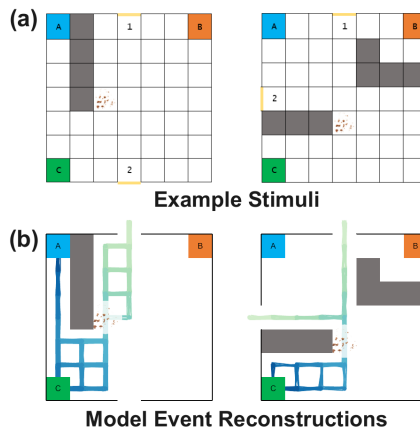 (a)
A 1 B
2
C
A 1 B
2
C
Example Stimuli
(b)
A B
C
A B
C
Model Event Reconstructions